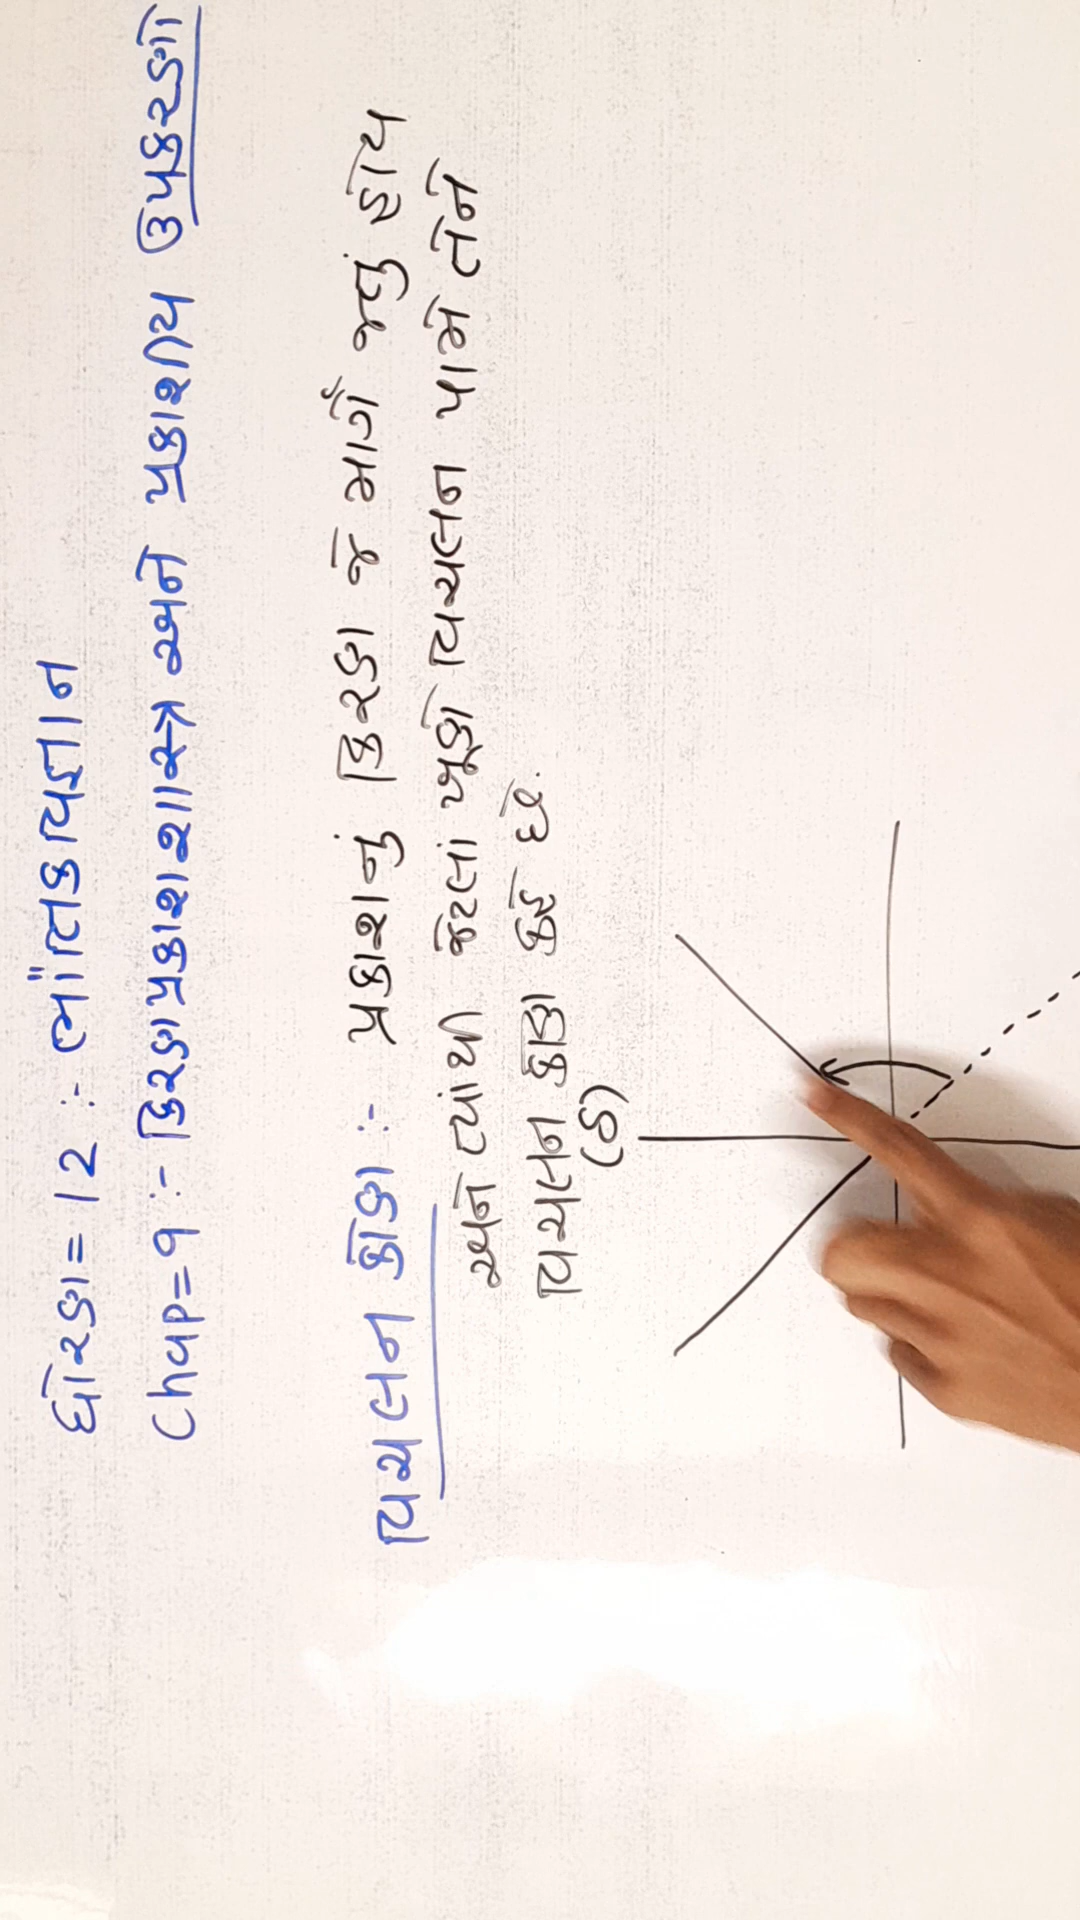 ધોરણ = 12 :- ભૌતિકવિજ્ઞાન
Chap = 9 :- કિરણપ્રકાશશાસ્ત્ર અને પ્રકાશીય ઉપકરણો
વિચલન કોણ :- પ્રકાશનું કિરણ જે માર્ગે જતું હોય
અને ત્યાંથી જેટલા ખૂણે વિચલન પામે તેને
વિચલન કોણ કહે છે.
(δ)